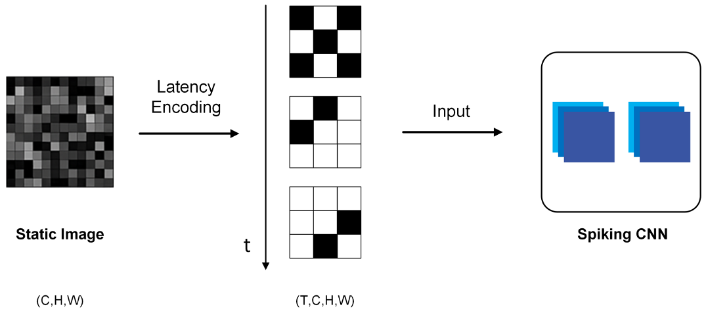 Latency
Encoding
Input
t
Static Image
Spiking CNN
(C,H,W)
(T,C,H,W)